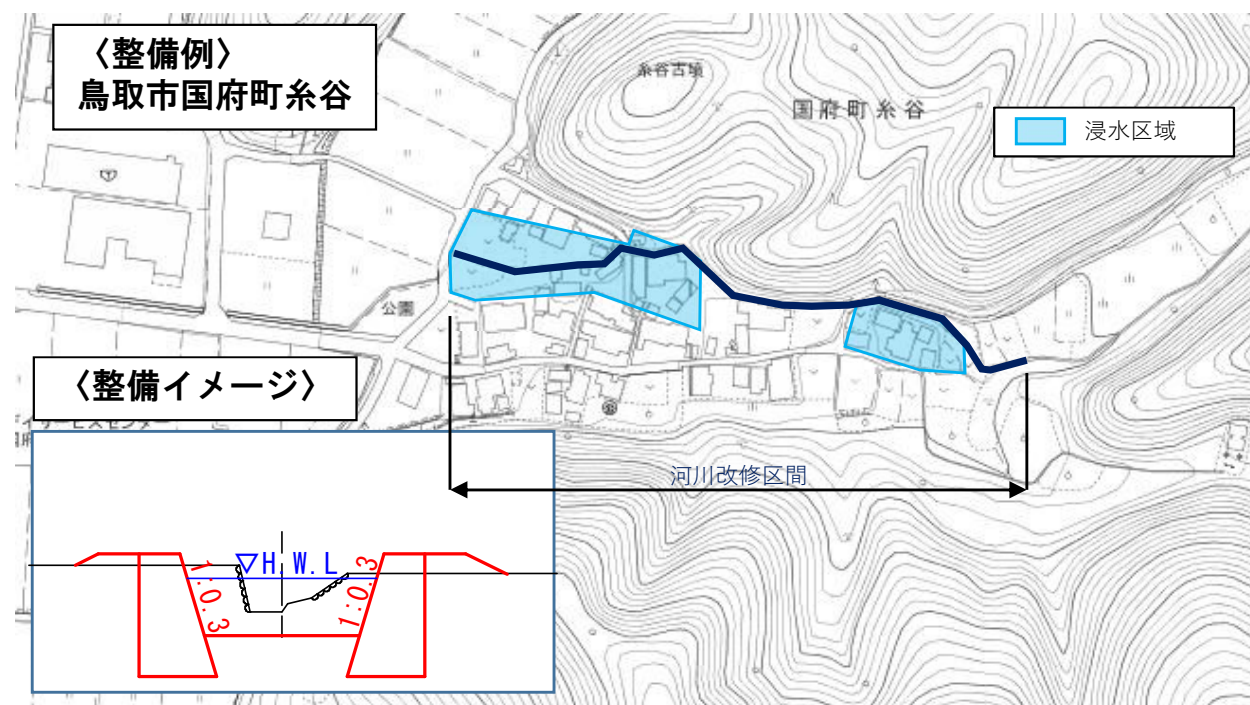 〈整備例〉
鳥取市国府町糸谷
糸谷古墳
国府町糸谷
浸水区域
公園
〈整備イメージ〉
河川改修区間
▽H.W.L
1:0.3
1:0.3